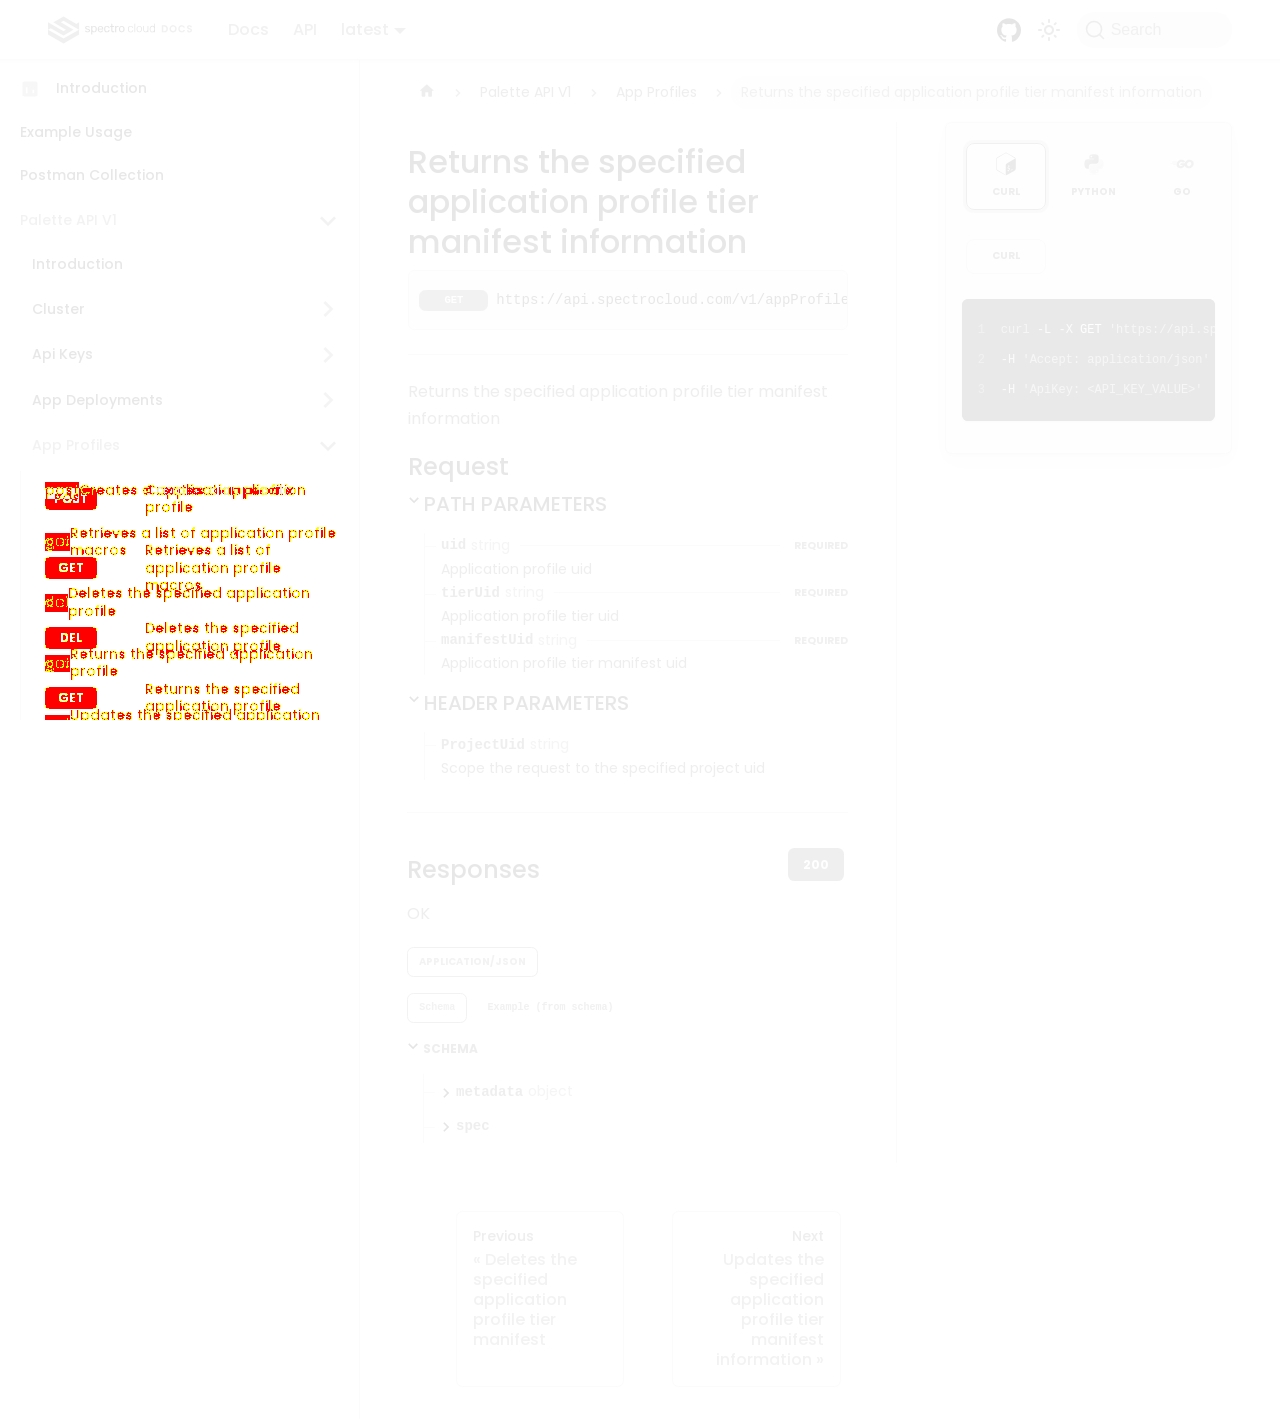 spectro cloud DOCS
Docs
API
latest
Search
Introduction
Example Usage
Postman Collection
Palette API V1
Introduction
Cluster
Api Keys
App Deployments
App Profiles
POST
profile
Retrieves a list of application profile
macros
GET
Retrieves a list of
application profile
macros
Deletes the specified application
profile
DEL
Deletes the specified
application profile
Returns the specified application
profile
GET
Returns the specified
application profile
Updates the specified application
Palette API V1
App Profiles
Returns the specified application profile tier manifest information
Returns the specified
application profile tier
manifest information
GET https://api.spectrocloud.com/v1/appProfile
Returns the specified application profile tier manifest
information
Request
PATH PARAMETERS
uid string REQUIRED
Application profile uid
tierUid string REQUIRED
Application profile tier uid
manifestUid string REQUIRED
Application profile tier manifest uid
HEADER PARAMETERS
ProjectUid string
Scope the request to the specified project uid
Responses
200
OK
APPLICATION/JSON
Schema
Example (from schema)
SCHEMA
metadata object
spec
Previous
« Deletes the
specified
application
profile tier
manifest
Next
Updates the
specified
application
profile tier
manifest
information »
CURL
PYTHON
GO
CURL
1 curl -L -X GET 'https://api.sp
2 -H 'Accept: application/json'
3 -H 'ApiKey: <API_KEY_VALUE>'